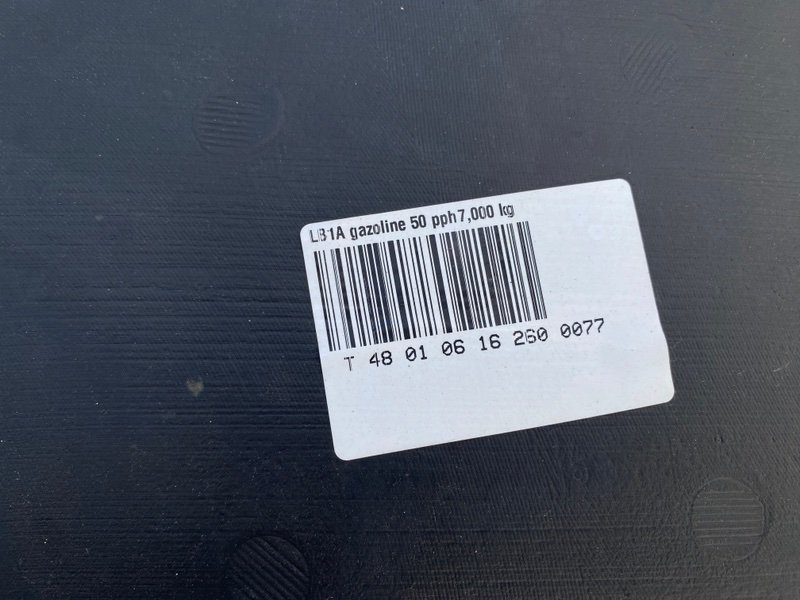 LB1A gazoline 50 pph7,000 kg
T 48 01 06 16 260 0077